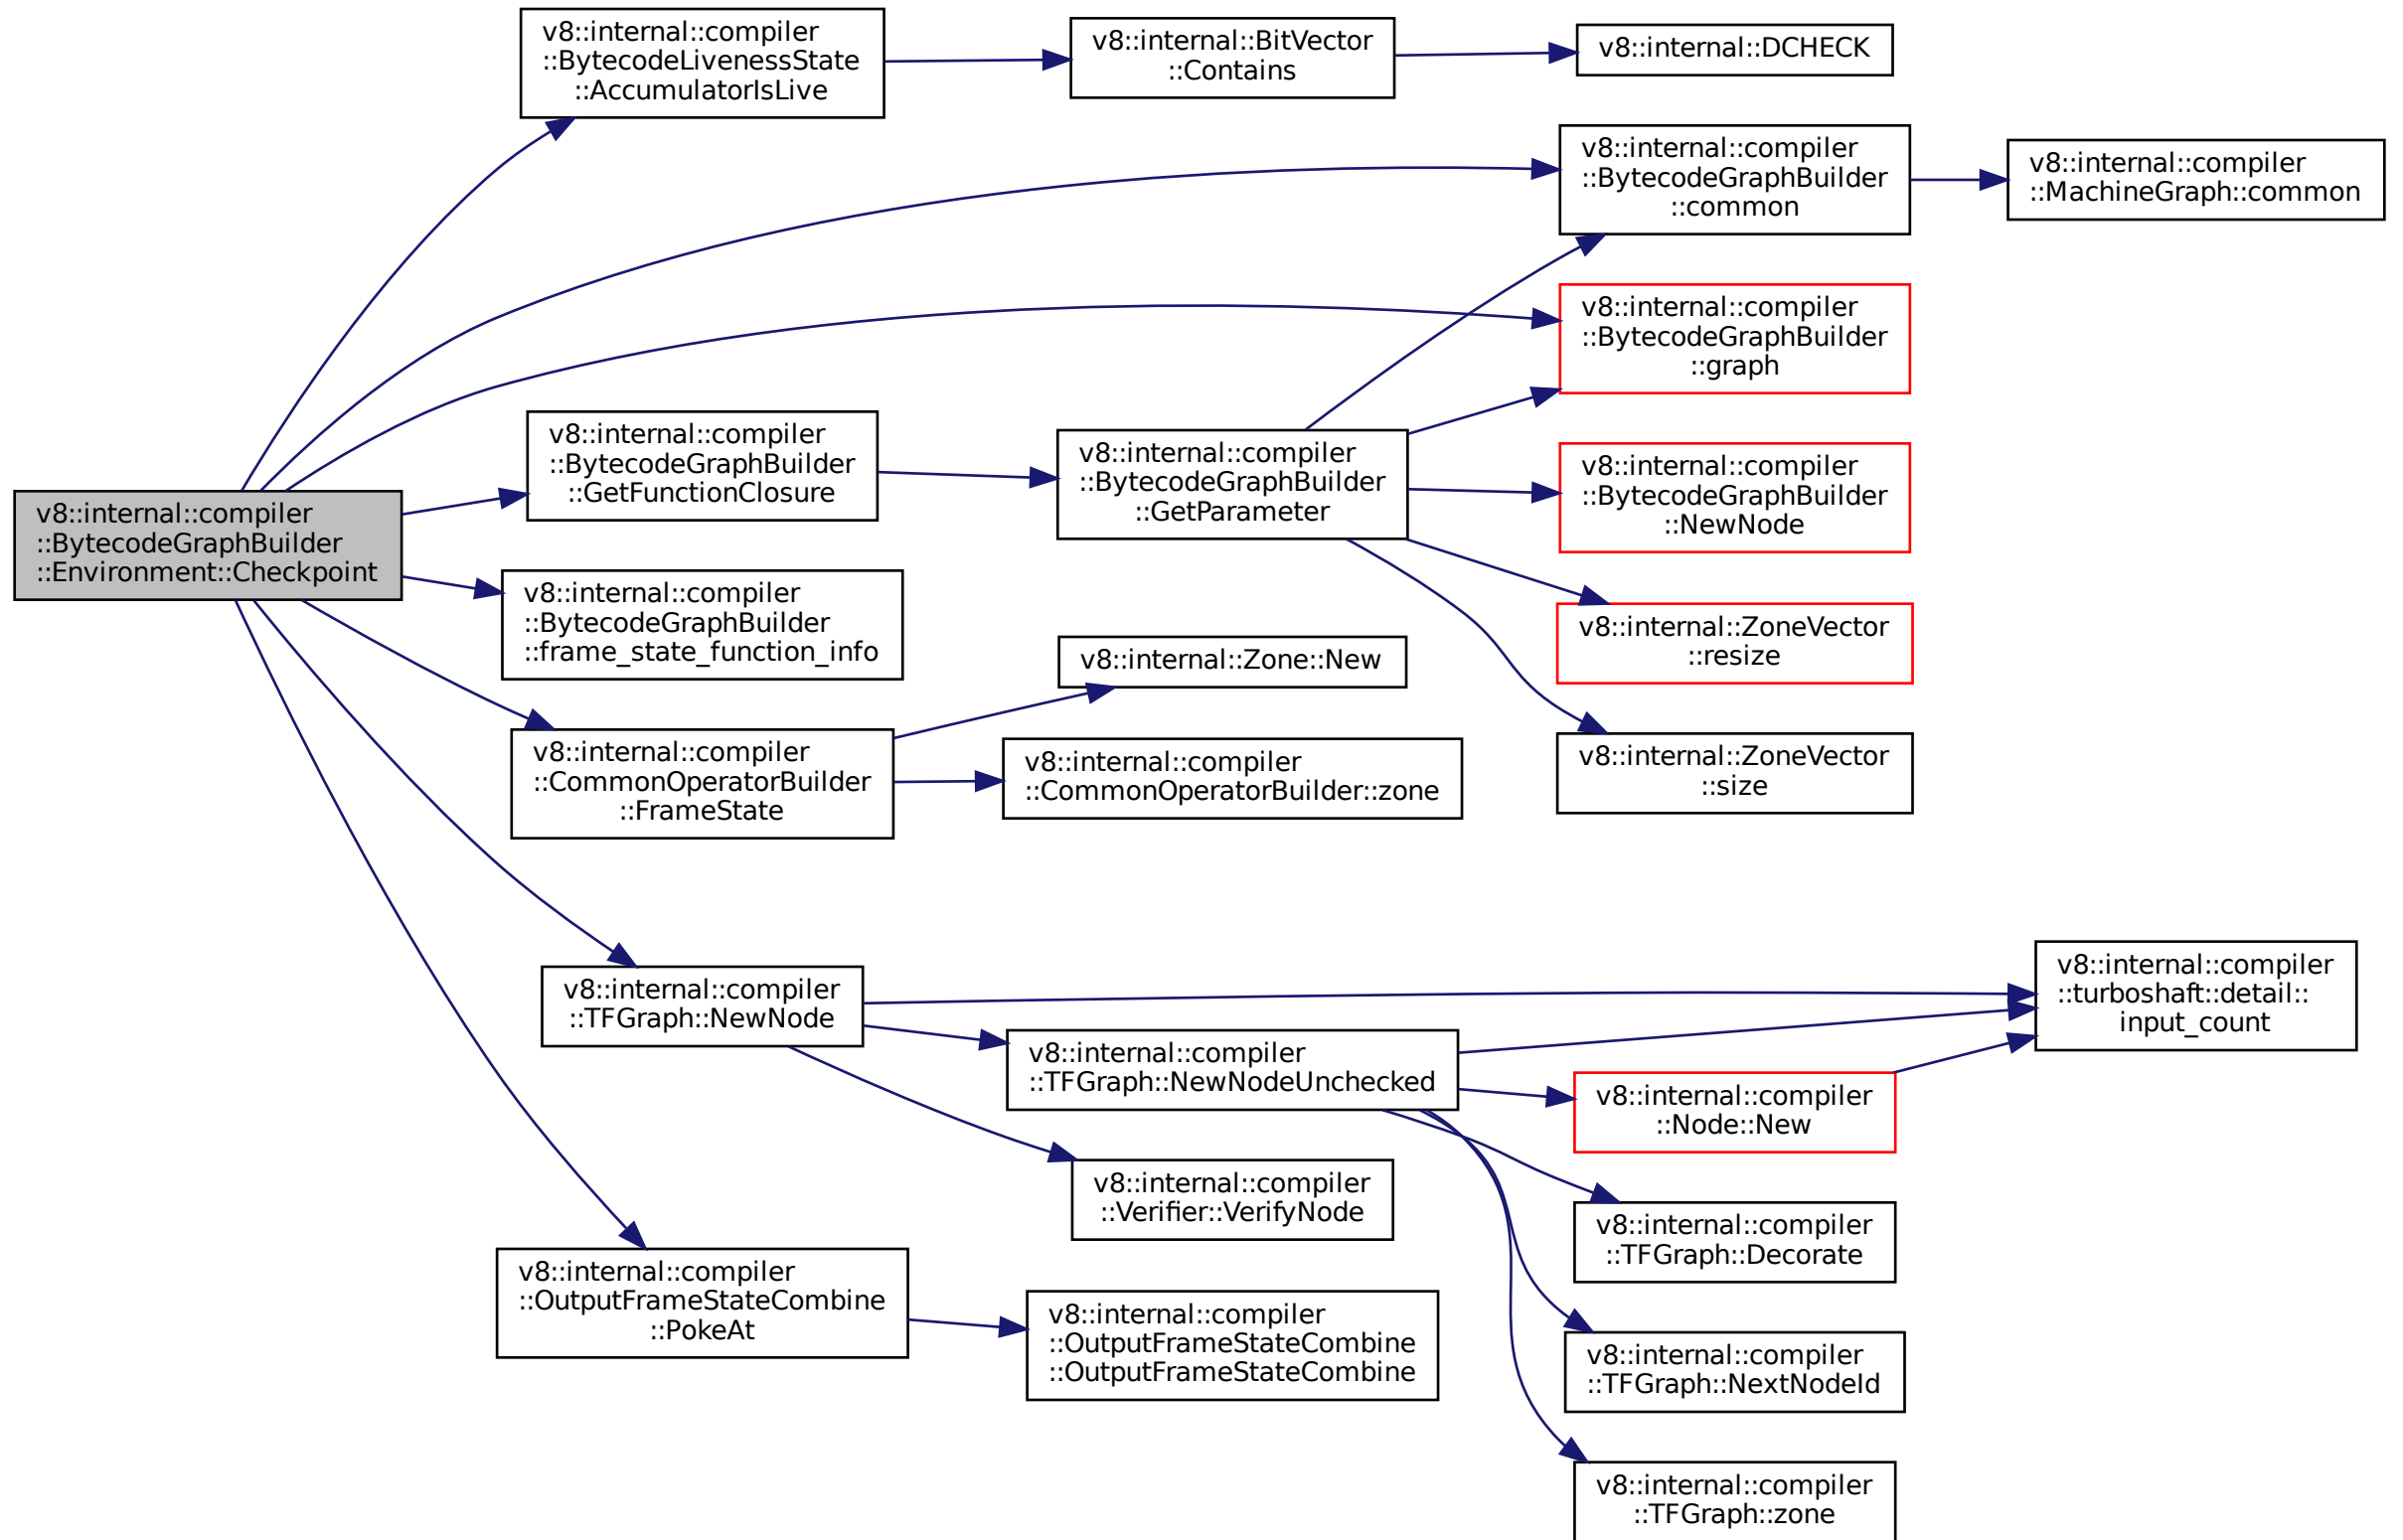 v8::internal::compiler
::BytecodeLivenessState
::AccumulatorIsLive
v8::internal::BitVector
::Contains
v8::internal::DCHECK
v8::internal::compiler
::BytecodeGraphBuilder
::common
v8::internal::compiler
::MachineGraph::common
v8::internal::compiler
::BytecodeGraphBuilder
::graph
v8::internal::compiler
::BytecodeGraphBuilder
::GetFunctionClosure
v8::internal::compiler
::BytecodeGraphBuilder
::GetParameter
v8::internal::compiler
::BytecodeGraphBuilder
::NewNode
v8::internal::compiler
::BytecodeGraphBuilder
::Environment::Checkpoint
v8::internal::compiler
::BytecodeGraphBuilder
::frame_state_function_info
v8::internal::ZoneVector
::resize
v8::internal::Zone::New
v8::internal::compiler
::CommonOperatorBuilder
::FrameState
v8::internal::compiler
::CommonOperatorBuilder::zone
v8::internal::ZoneVector
::size
v8::internal::compiler
::TFGraph::NewNode
v8::internal::compiler
::turboshaft::detail::
input_count
v8::internal::compiler
::TFGraph::NewNodeUnchecked
v8::internal::compiler
::Node::New
v8::internal::compiler
::Verifier::VerifyNode
v8::internal::compiler
::TFGraph::Decorate
v8::internal::compiler
::OutputFrameStateCombine
::PokeAt
v8::internal::compiler
::OutputFrameStateCombine
::OutputFrameStateCombine
v8::internal::compiler
::TFGraph::NextNodeId
v8::internal::compiler
::TFGraph::zone